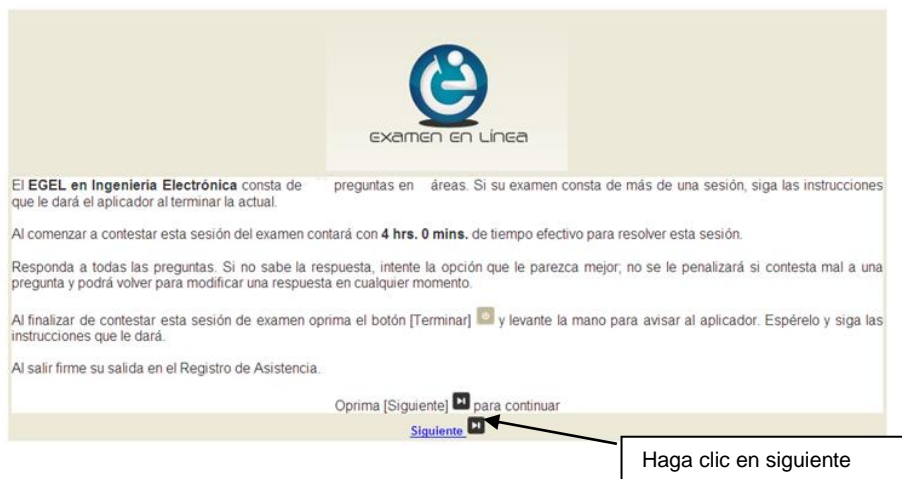 examen en Línea
El EGEL en Ingeniería Electrónica consta de preguntas en áreas. Si su examen consta de más de una sesión, siga las instrucciones
que le dará el aplicador al terminar la actual.
Al comenzar a contestar esta sesión del examen contará con 4 hrs. 0 mins. de tiempo efectivo para resolver esta sesión.
Responda a todas las preguntas. Si no sabe la respuesta, intente la opción que le parezca mejor; no se le penalizará si contesta mal a una
pregunta y podrá volver para modificar una respuesta en cualquier momento.
Al finalizar de contestar esta sesión de examen oprima el botón [Terminar] y levante la mano para avisar al aplicador. Espérelo y siga las
instrucciones que le dará.
Al salir firme su salida en el Registro de Asistencia.
Oprima [Siguiente] para continuar
Siguiente
Haga clic en siguiente